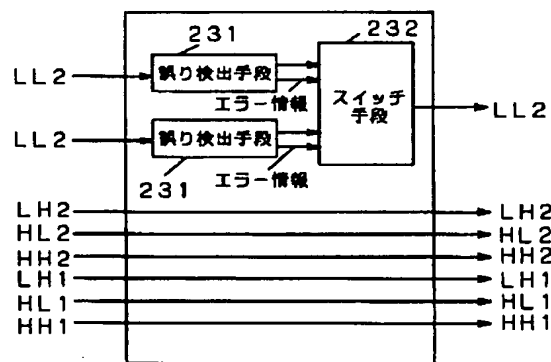 231
232
LL2
誤り検出手段
エラー情報
スイッチ
手段
LL2
LL2
誤り検出手段
エラー情報
231
LH2
LH2
HL2
HL2
HH2
HH2
LH1
LH1
HL1
HL1
HH1
HH1